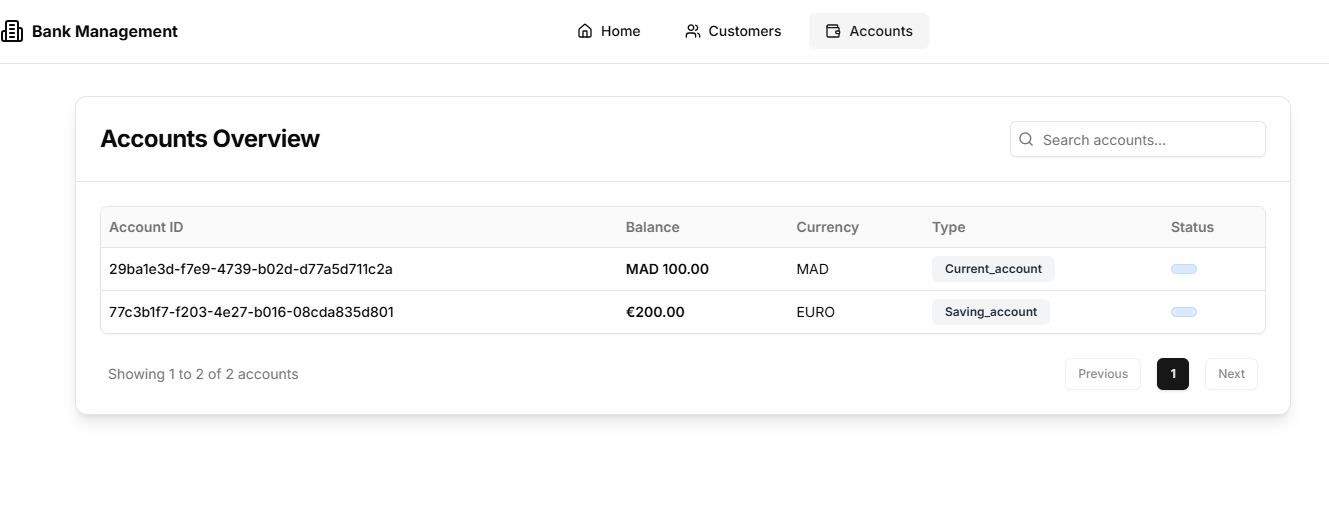 Bank Management Home Customers Accounts
Accounts Overview Search accounts...
Account ID Balance Currency Type Status
29ba1e3d-f7e9-4739-b02d-d77a5d711c2a MAD 100.00 MAD Current_account
77c3b1f7-f203-4e27-b016-08cda835d801 €200.00 EURO Saving_account
Showing 1 to 2 of 2 accounts Previous 1 Next